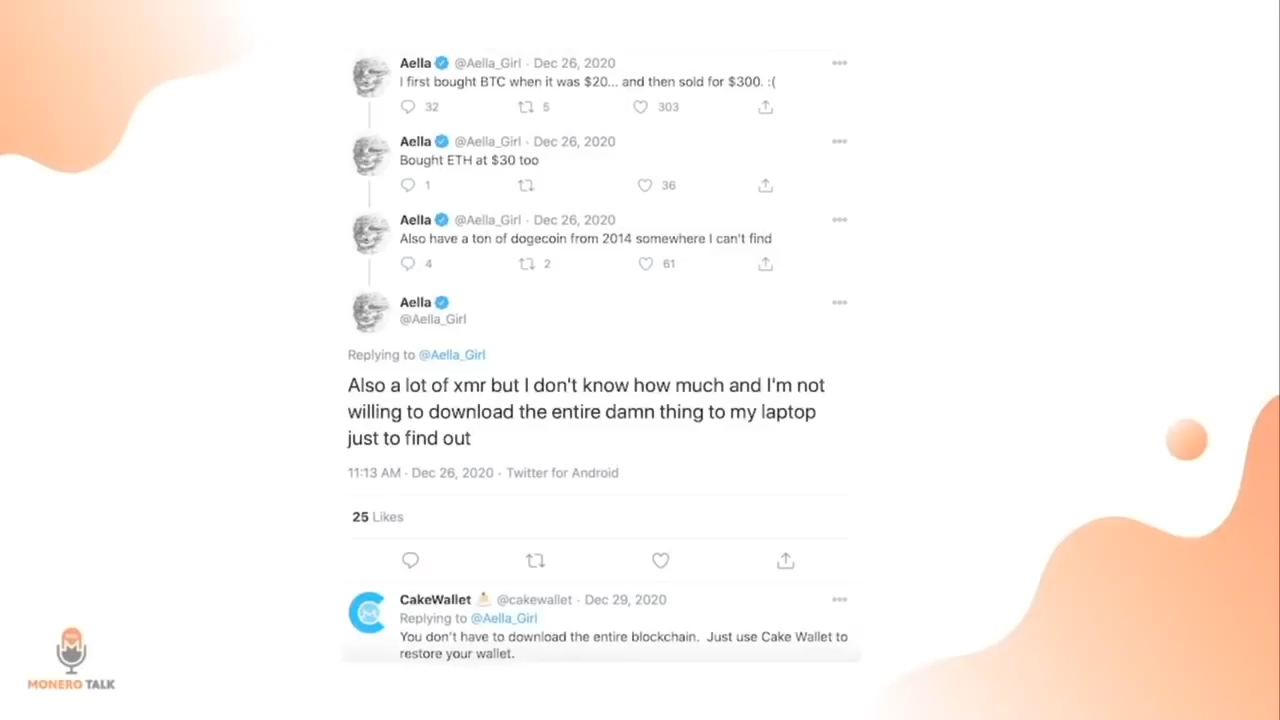 Aella @Aella_Girl · Dec 26, 2020
I first bought BTC when it was $20... and then sold for $300. :(
32 5 303
Aella @Aella_Girl · Dec 26, 2020
Bought ETH at $30 too
1 36
Aella @Aella_Girl · Dec 26, 2020
Also have a ton of dogecoin from 2014 somewhere I can't find
4 2 61
Aella
@Aella_Girl
Replying to @Aella_Girl
Also a lot of xmr but I don't know how much and I'm not
willing to download the entire damn thing to my laptop
just to find out
11:13 AM · Dec 26, 2020 · Twitter for Android
25 Likes
CakeWallet @cakewallet · Dec 29, 2020
Replying to @Aella_Girl
You don't have to download the entire blockchain. Just use Cake Wallet to
restore your wallet.
MONERO TALK